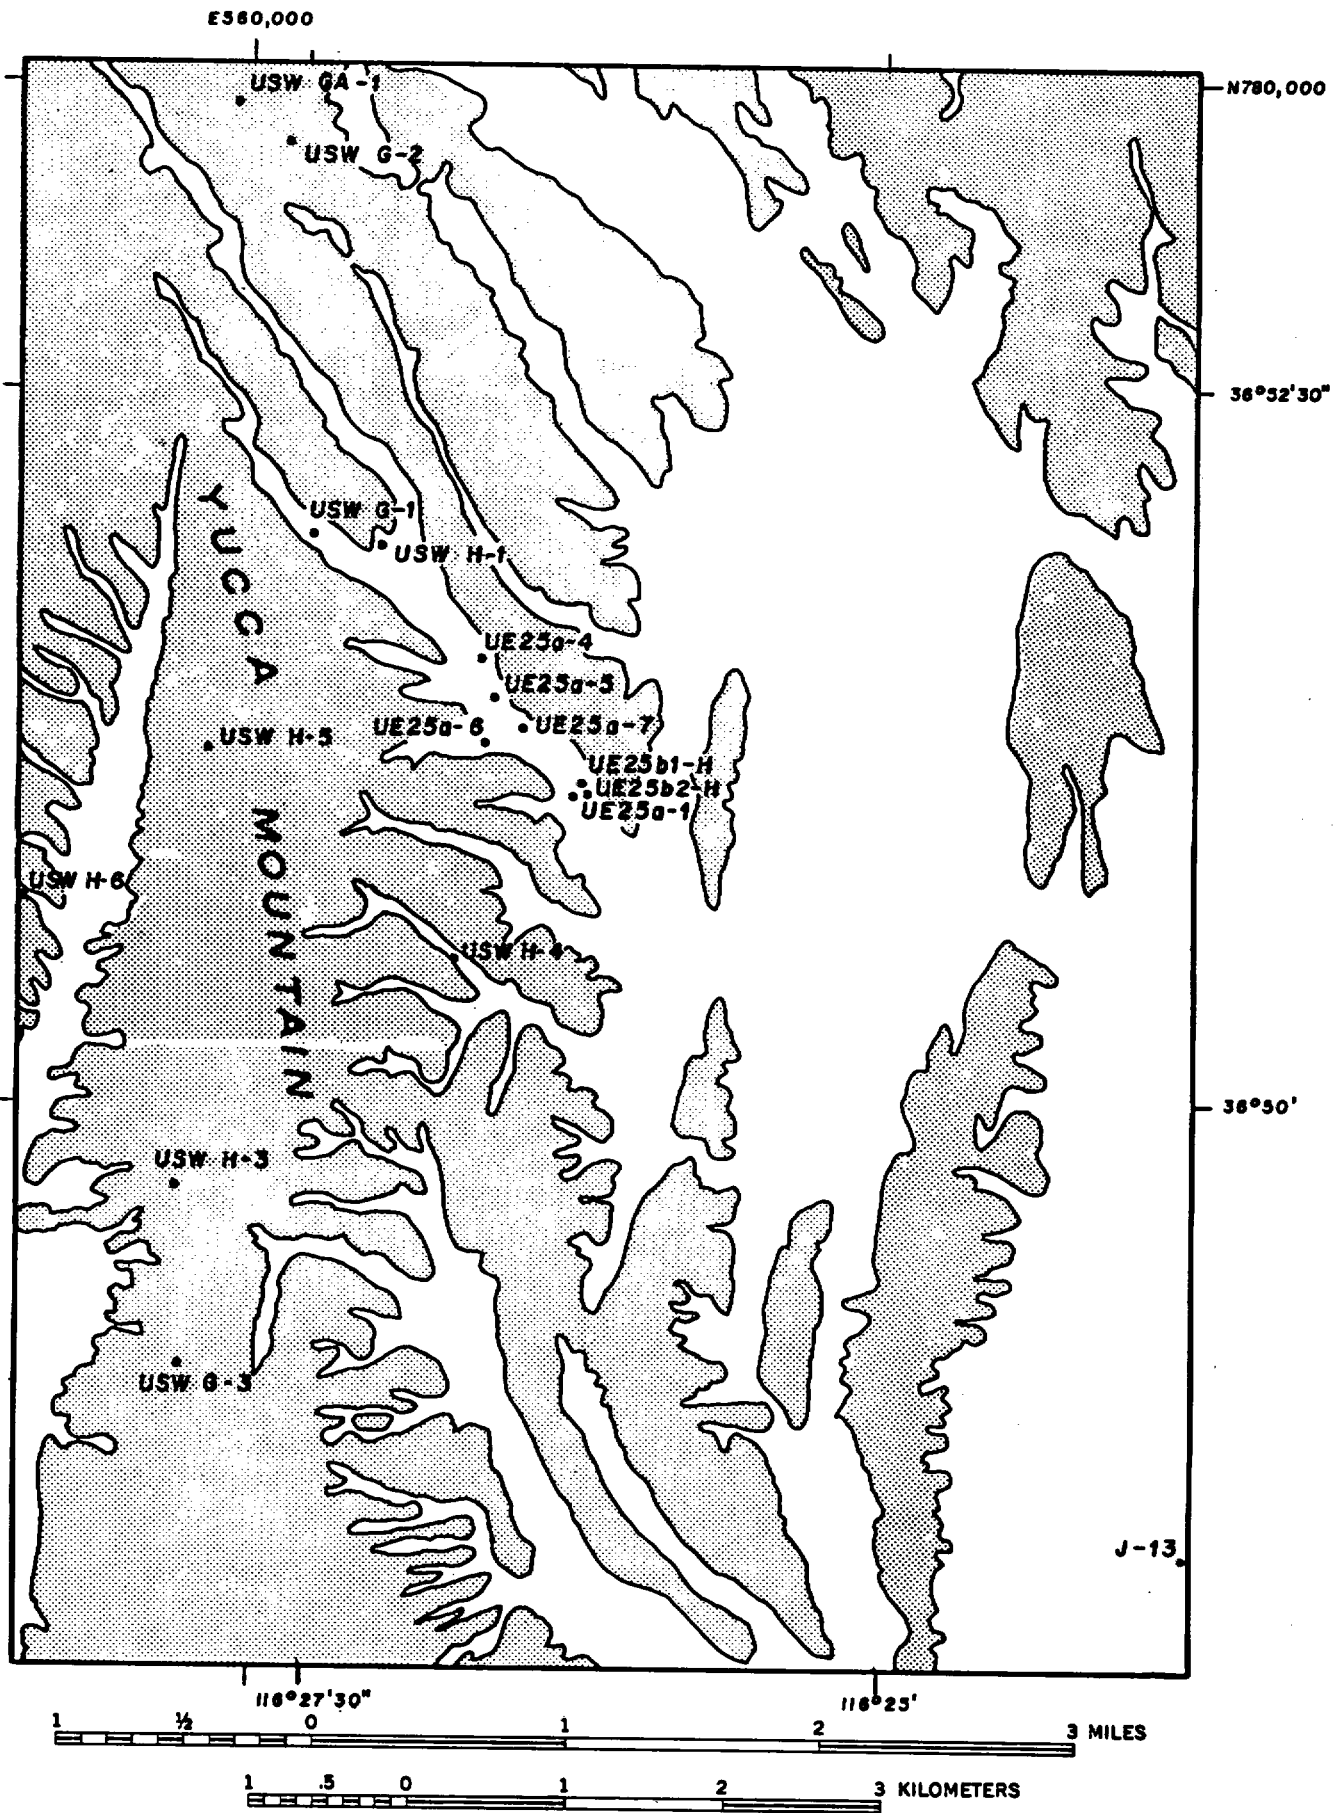 E560,000
N780,000
USW GA-1
USW G-2
36°52'30"
YUCCA MOUNTAIN
USW G-1
USW H-1
UE25a-4
UE25a-5
UE25a-6
UE25a-7
USW H-5
UE25b1-H
UE25b2-H
UE25a-1
USW H-6
USW H-4
36°50'
USW H-3
USW G-3
J-13
116°27'30"
116°25'
1 ½ 0 1 2 3 MILES
1 .5 0 1 2 3 KILOMETERS